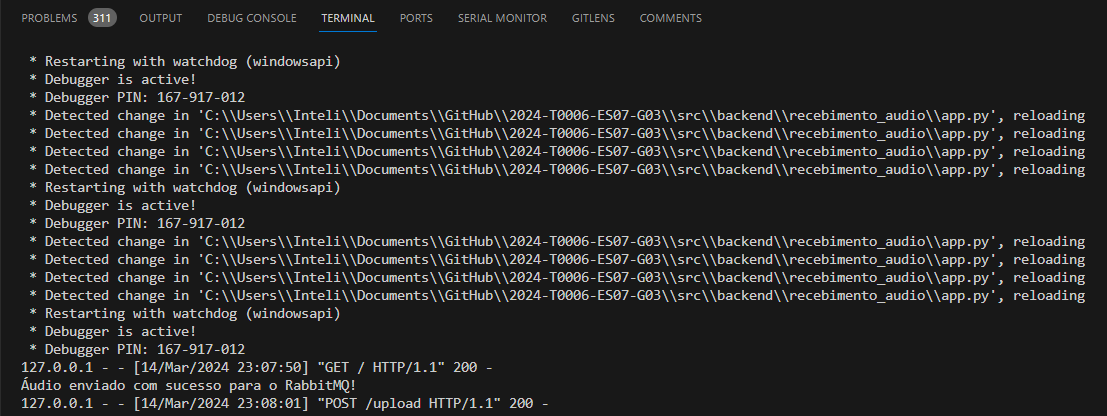 PROBLEMS 311 OUTPUT DEBUG CONSOLE TERMINAL PORTS SERIAL MONITOR GITLENS COMMENTS
* Restarting with watchdog (windowsapi)
* Debugger is active!
* Debugger PIN: 167-917-012
* Detected change in 'C:\\Users\\Inteli\\Documents\\GitHub\\2024-T0006-ES07-G03\\src\\backend\\recebimento_audio\\app.py', reloading
* Detected change in 'C:\\Users\\Inteli\\Documents\\GitHub\\2024-T0006-ES07-G03\\src\\backend\\recebimento_audio\\app.py', reloading
* Detected change in 'C:\\Users\\Inteli\\Documents\\GitHub\\2024-T0006-ES07-G03\\src\\backend\\recebimento_audio\\app.py', reloading
* Detected change in 'C:\\Users\\Inteli\\Documents\\GitHub\\2024-T0006-ES07-G03\\src\\backend\\recebimento_audio\\app.py', reloading
* Restarting with watchdog (windowsapi)
* Debugger is active!
* Debugger PIN: 167-917-012
* Detected change in 'C:\\Users\\Inteli\\Documents\\GitHub\\2024-T0006-ES07-G03\\src\\backend\\recebimento_audio\\app.py', reloading
* Detected change in 'C:\\Users\\Inteli\\Documents\\GitHub\\2024-T0006-ES07-G03\\src\\backend\\recebimento_audio\\app.py', reloading
* Detected change in 'C:\\Users\\Inteli\\Documents\\GitHub\\2024-T0006-ES07-G03\\src\\backend\\recebimento_audio\\app.py', reloading
* Detected change in 'C:\\Users\\Inteli\\Documents\\GitHub\\2024-T0006-ES07-G03\\src\\backend\\recebimento_audio\\app.py', reloading
* Restarting with watchdog (windowsapi)
* Debugger is active!
* Debugger PIN: 167-917-012
127.0.0.1 - - [14/Mar/2024 23:07:50] "GET / HTTP/1.1" 200 -
Áudio enviado com sucesso para o RabbitMQ!
127.0.0.1 - - [14/Mar/2024 23:08:01] "POST /upload HTTP/1.1" 200 -